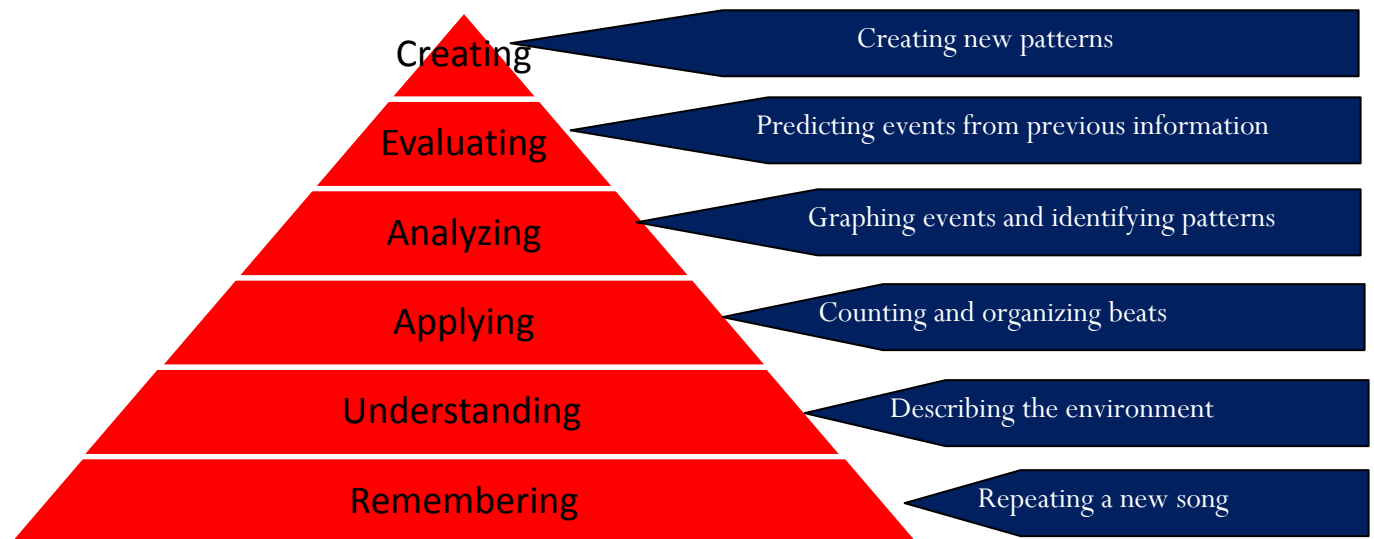 Creating
Creating new patterns
Evaluating
Predicting events from previous information
Analyzing
Graphing events and identifying patterns
Applying
Counting and organizing beats
Understanding
Describing the environment
Remembering
Repeating a new song